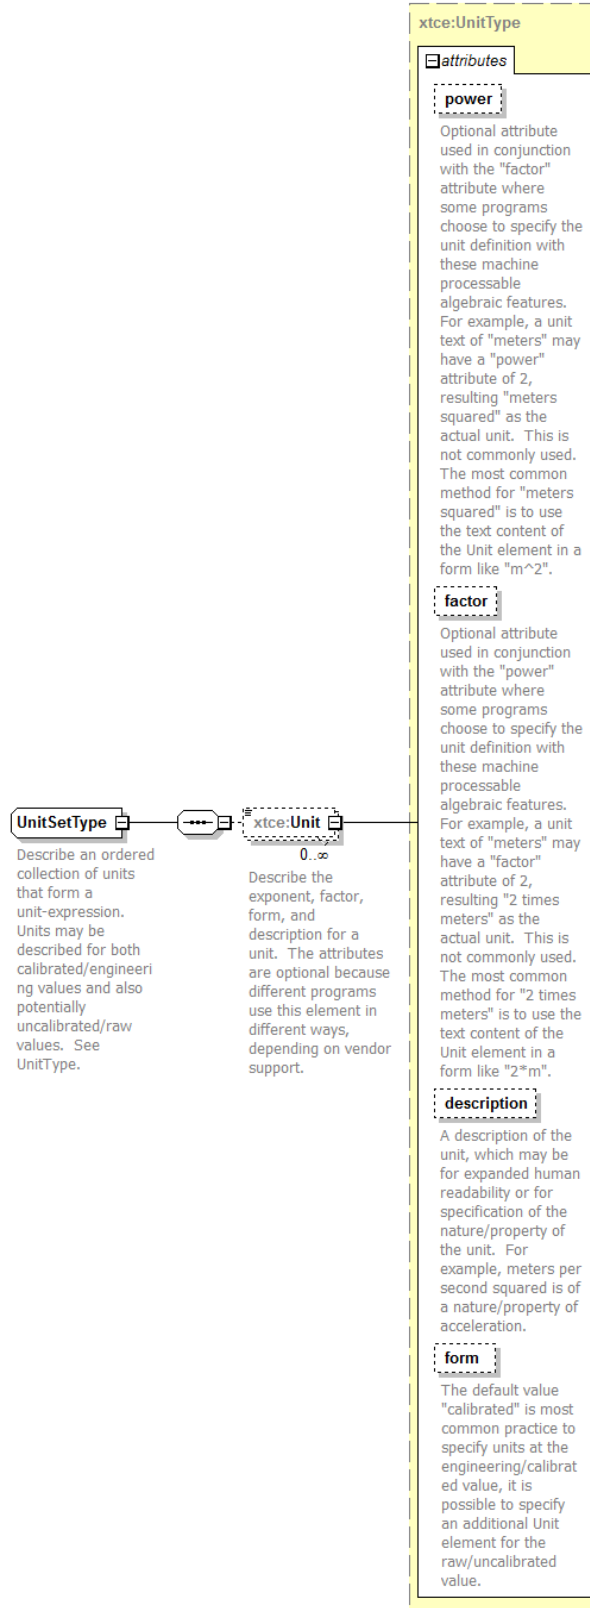 xtce:UnitType
attributes
power
Optional attribute
used in conjunction
with the "factor"
attribute where
some programs
choose to specify the
unit definition with
these machine
processable
algebraic features.
For example, a unit
text of "meters" may
have a "power"
attribute of 2,
resulting "meters
squared" as the
actual unit.  This is
not commonly used.
The most common
method for "meters
squared" is to use
the text content of
the Unit element in a
form like "m^2".
factor
Optional attribute
used in conjunction
with the "power"
attribute where
some programs
choose to specify the
unit definition with
these machine
processable
algebraic features.
For example, a unit
text of "meters" may
have a "factor"
attribute of 2,
resulting "2 times
meters" as the
actual unit.  This is
not commonly used.
The most common
method for "2 times
meters" is to use the
text content of the
Unit element in a
form like "2*m".
UnitSetType
Describe an ordered
collection of units
that form a
unit-expression.
Units may be
described for both
calibrated/engineeri
ng values and also
potentially
uncalibrated/raw
values.  See
UnitType.
xtce:Unit
0..∞
Describe the
exponent, factor,
form, and
description for a
unit.  The attributes
are optional because
different programs
use this element in
different ways,
depending on vendor
support.
description
A description of the
unit, which may be
for expanded human
readability or for
specification of the
nature/property of
the unit.  For
example, meters per
second squared is of
a nature/property of
acceleration.
form
The default value
"calibrated" is most
common practice to
specify units at the
engineering/calibrat
ed value, it is
possible to specify
an additional Unit
element for the
raw/uncalibrated
value.